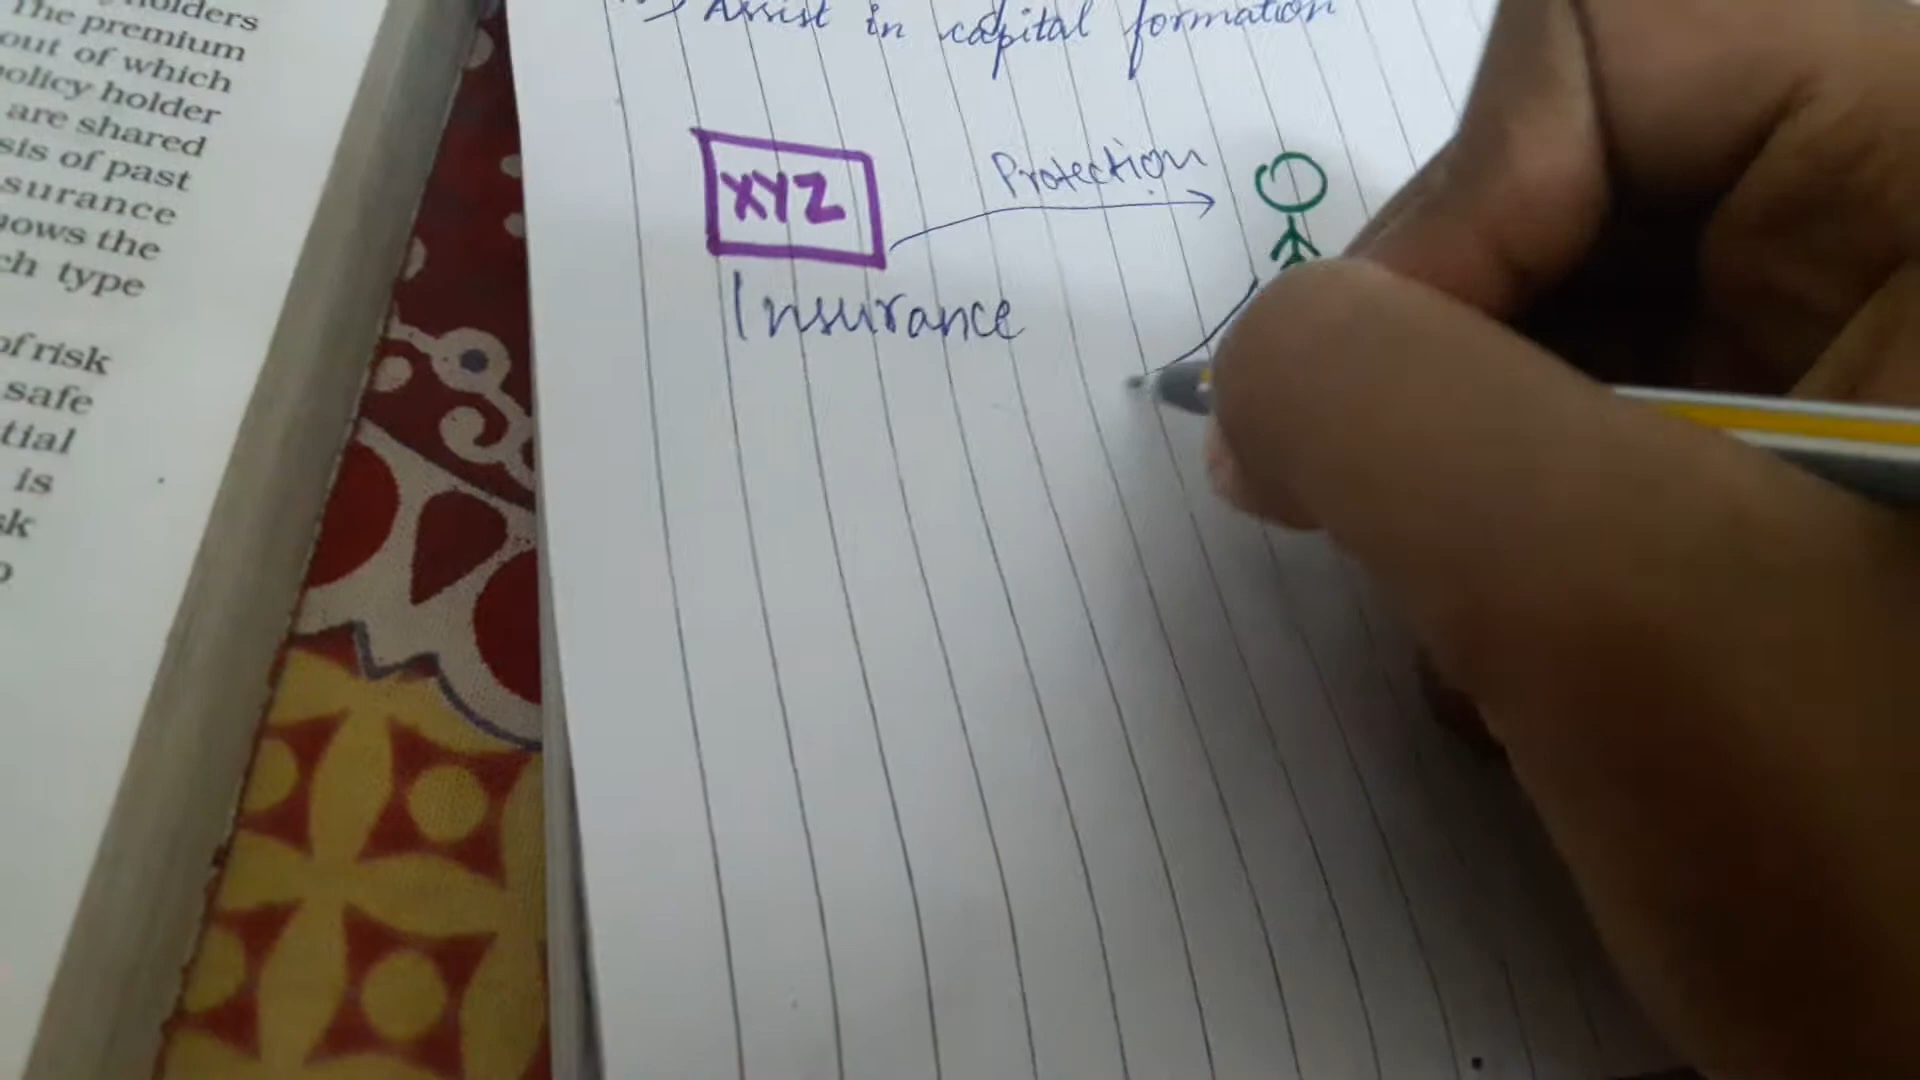 holders
The premium
out of which
policy holder
are shared
sis of past
surance
nows the
ch type
of risk
safe
tial
is
sk
Assist in capital formation
XYZ
Protection
Insurance